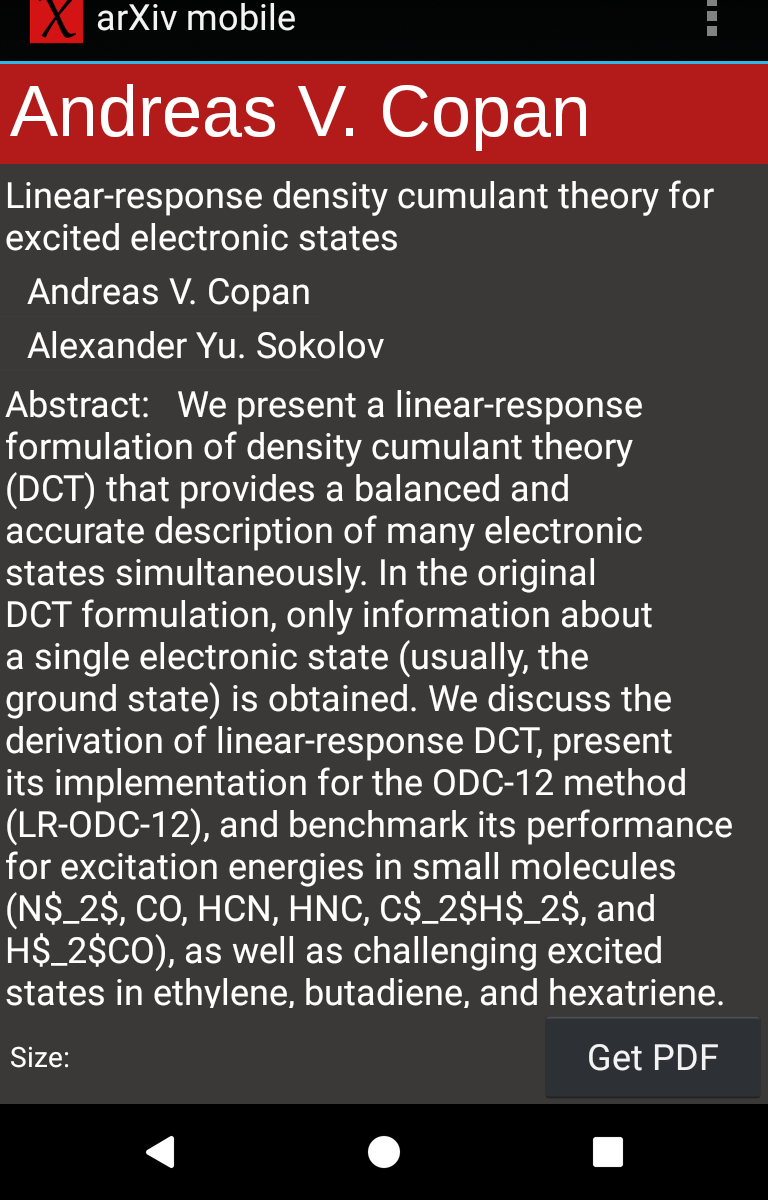 X arXiv mobile
Andreas V. Copan
Linear-response density cumulant theory for
excited electronic states
Andreas V. Copan
Alexander Yu. Sokolov
Abstract:   We present a linear-response
formulation of density cumulant theory
(DCT) that provides a balanced and
accurate description of many electronic
states simultaneously. In the original
DCT formulation, only information about
a single electronic state (usually, the
ground state) is obtained. We discuss the
derivation of linear-response DCT, present
its implementation for the ODC-12 method
(LR-ODC-12), and benchmark its performance
for excitation energies in small molecules
(N$_2$, CO, HCN, HNC, C$_2$H$_2$, and
H$_2$CO), as well as challenging excited
states in ethylene, butadiene, and hexatriene.
Size:
Get PDF